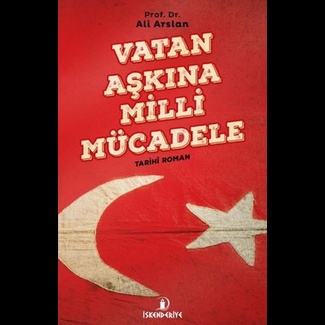 Prof. Dr.
Ali Arslan
VATAN
AŞKINA
MİLLİ
MÜCADELE
TARİHİ ROMAN
İSKENDERİYE